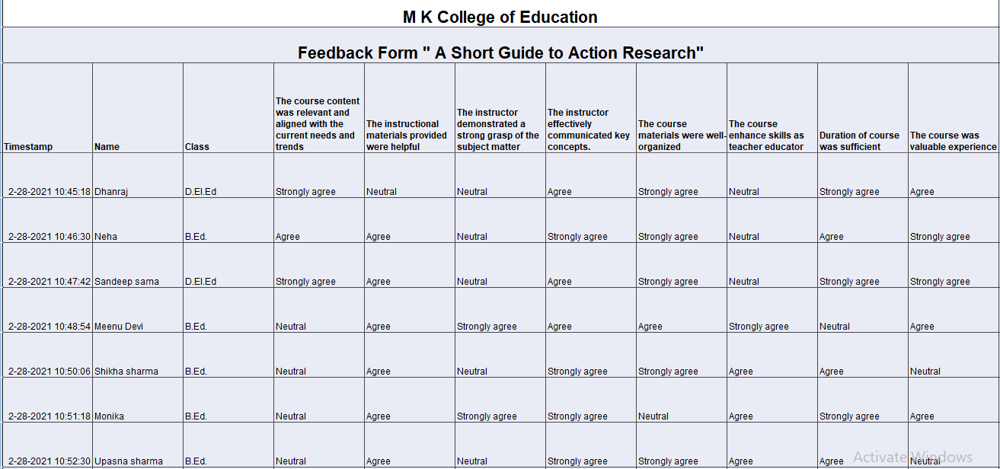 M K College of Education
Feedback Form " A Short Guide to Action Research"
Timestamp Name Class The course content was relevant and aligned with the current needs and trends The instructional materials provided were helpful The instructor demonstrated a strong grasp of the subject matter The instructor effectively communicated key concepts. The course materials were well-organized The course enhance skills as teacher educator Duration of course was sufficient The course was valuable experience
2-28-2021 10:45:18 Dhanraj D.El.Ed Strongly agree Neutral Neutral Agree Strongly agree Neutral Strongly agree Agree
2-28-2021 10:46:30 Neha B.Ed. Agree Agree Neutral Strongly agree Strongly agree Neutral Agree Strongly agree
2-28-2021 10:47:42 Sandeep sama D.El.Ed Strongly agree Agree Neutral Agree Strongly agree Neutral Strongly agree Strongly agree
2-28-2021 10:48:54 Meenu Devi B.Ed. Neutral Agree Strongly agree Agree Agree Strongly agree Neutral Agree
2-28-2021 10:50:06 Shikha sharma B.Ed. Neutral Agree Neutral Strongly agree Strongly agree Agree Agree Neutral
2-28-2021 10:51:18 Monika B.Ed. Neutral Agree Strongly agree Strongly agree Neutral Agree Strongly agree Agree
2-28-2021 10:52:30 Upasna sharma B.Ed. Neutral Agree Neutral Strongly agree Strongly agree Agree Agree Neutral
Activate Windows